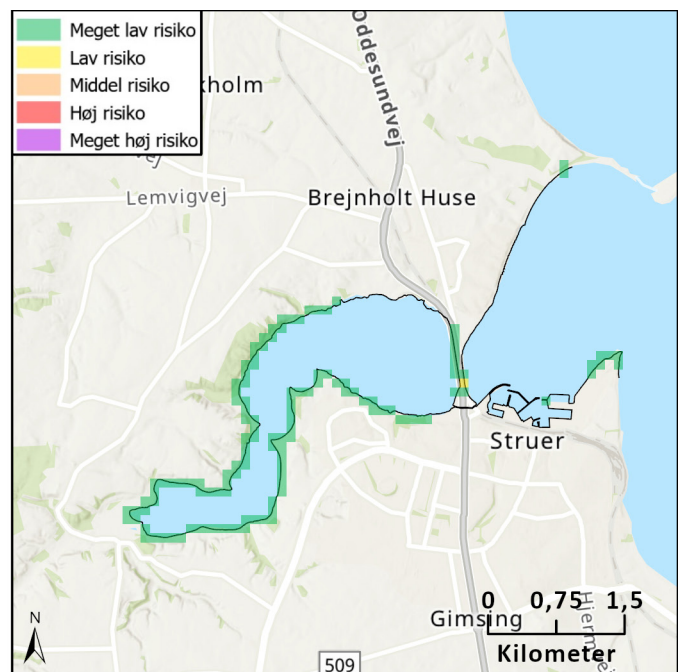 Meget lav risiko
Lav risiko
Middel risiko
Høj risiko
Meget høj risiko
Oddesundvej
Lemvigvej
Brejnholt Huse
Struer
Gimsing
0 0,75 1,5
Kilometer
N
509